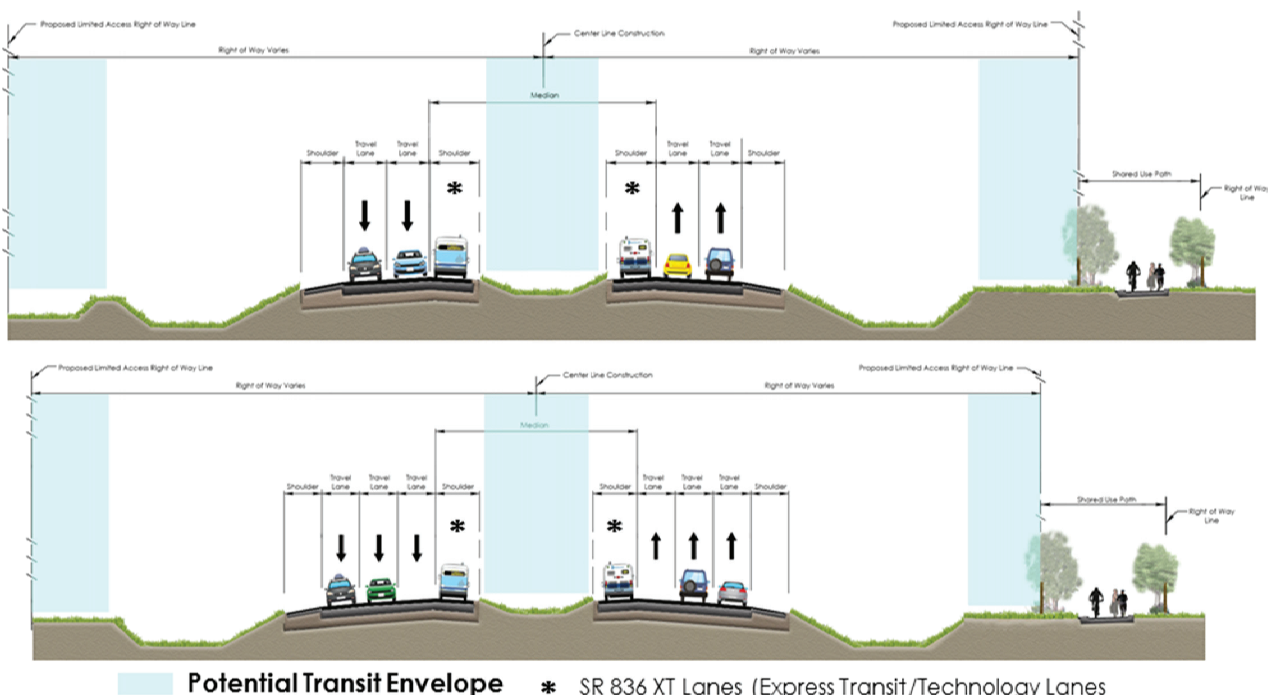 Proposed Limited Access Right of Way Line
Proposed Limited Access Right of Way Line
Center Line Construction
Right of Way Varies
Right of Way Varies
Median
Shoulder
Travel
Lane
Travel
Lane
Shoulder
Shoulder
Travel
Lane
Travel
Lane
Shoulder
*
*
Shared Use Path
Right of Way
Line
Proposed Limited Access Right of Way Line
Center Line Construction
Proposed Limited Access Right of Way Line
Right of Way Varies
Right of Way Varies
Median
Shoulder
Travel
Lane
Travel
Lane
Travel
Lane
Shoulder
Shoulder
Travel
Lane
Travel
Lane
Travel
Lane
Shoulder
*
*
Shared Use Path
Right of Way
Line
Potential Transit Envelope
* SR 836 XT Lanes (Express Transit/Technology Lanes